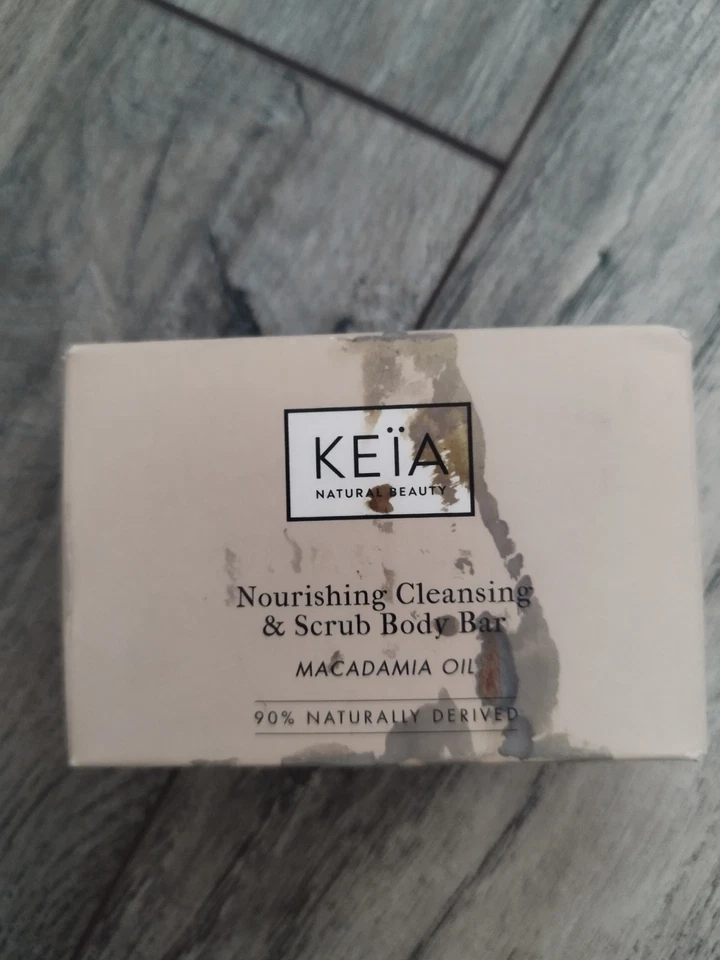 KEÏA
NATURAL BEAUTY
Nourishing Cleansing
& Scrub Body Bar
MACADAMIA OIL
90% NATURALLY DERIVED